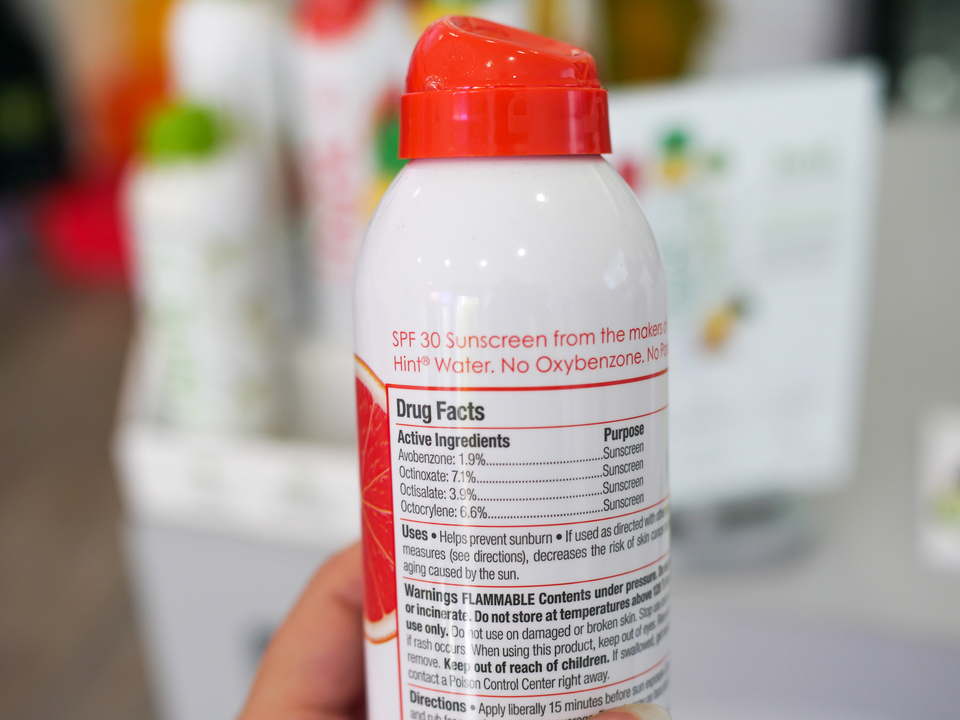 SPF 30 Sunscreen from the makers
Hint® Water. No Oxybenzone. No
Drug Facts
Active Ingredients Purpose
Avobenzone: 1.9%..............................Sunscreen
Octinoxate: 7.1%..............................Sunscreen
Octisalate: 3.9%..............................Sunscreen
Octocrylene: 6.6%..............................Sunscreen
Uses • Helps prevent sunburn • If used as directed with
measures (see directions), decreases the risk of skin
aging caused by the sun.
Warnings FLAMMABLE Contents under pressure.
or incinerate. Do not store at temperatures above
use only. Do not use on damaged or broken skin. Stop
if rash occurs. When using this product, keep out of eyes.
remove. Keep out of reach of children. If swallowed,
contact a Poison Control Center right away.
Directions • Apply liberally 15 minutes before sun
and